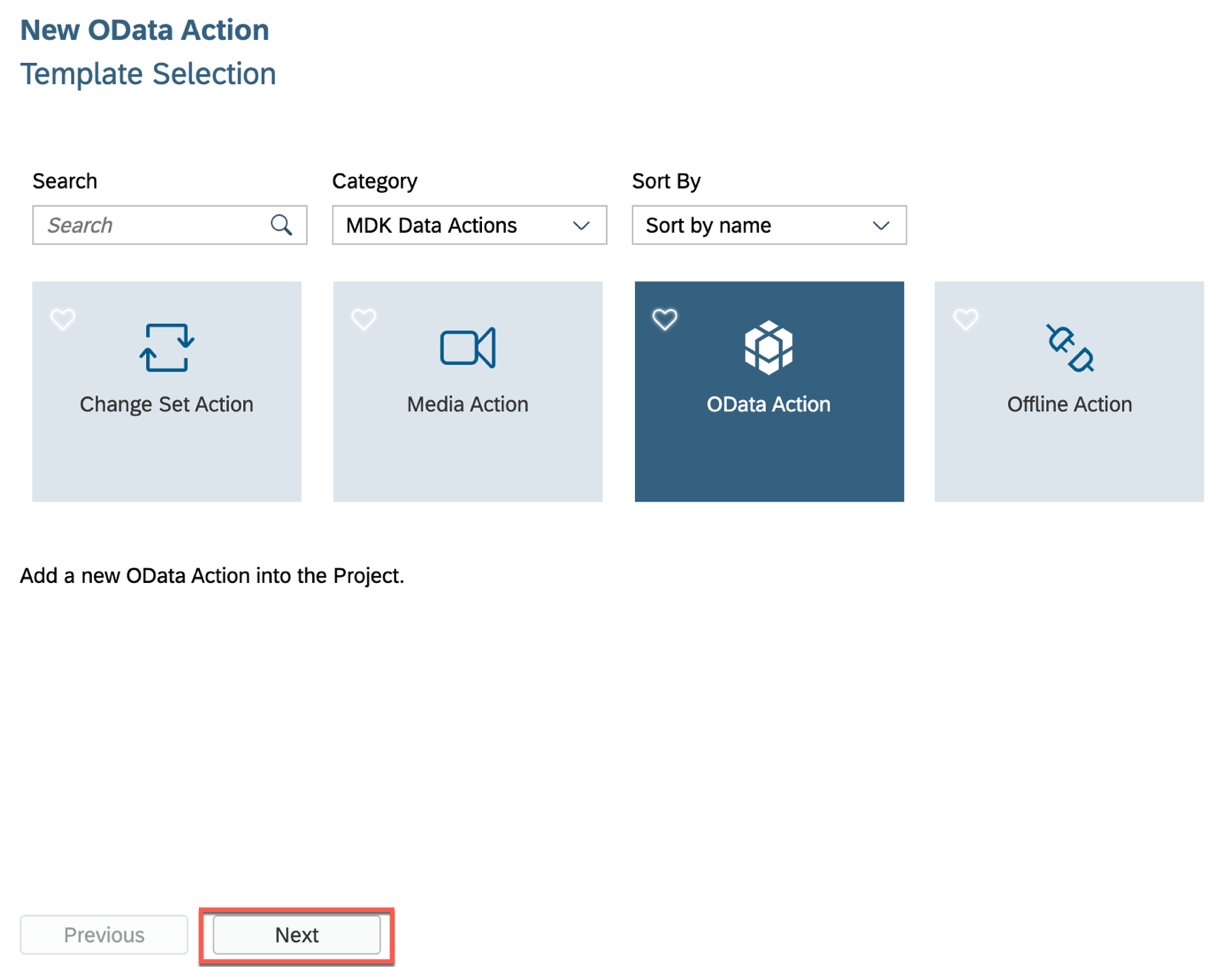 New OData Action
Template Selection
Search
Category
Sort By
Search
MDK Data Actions
Sort by name
Change Set Action
Media Action
OData Action
Offline Action
Add a new OData Action into the Project.
Previous
Next